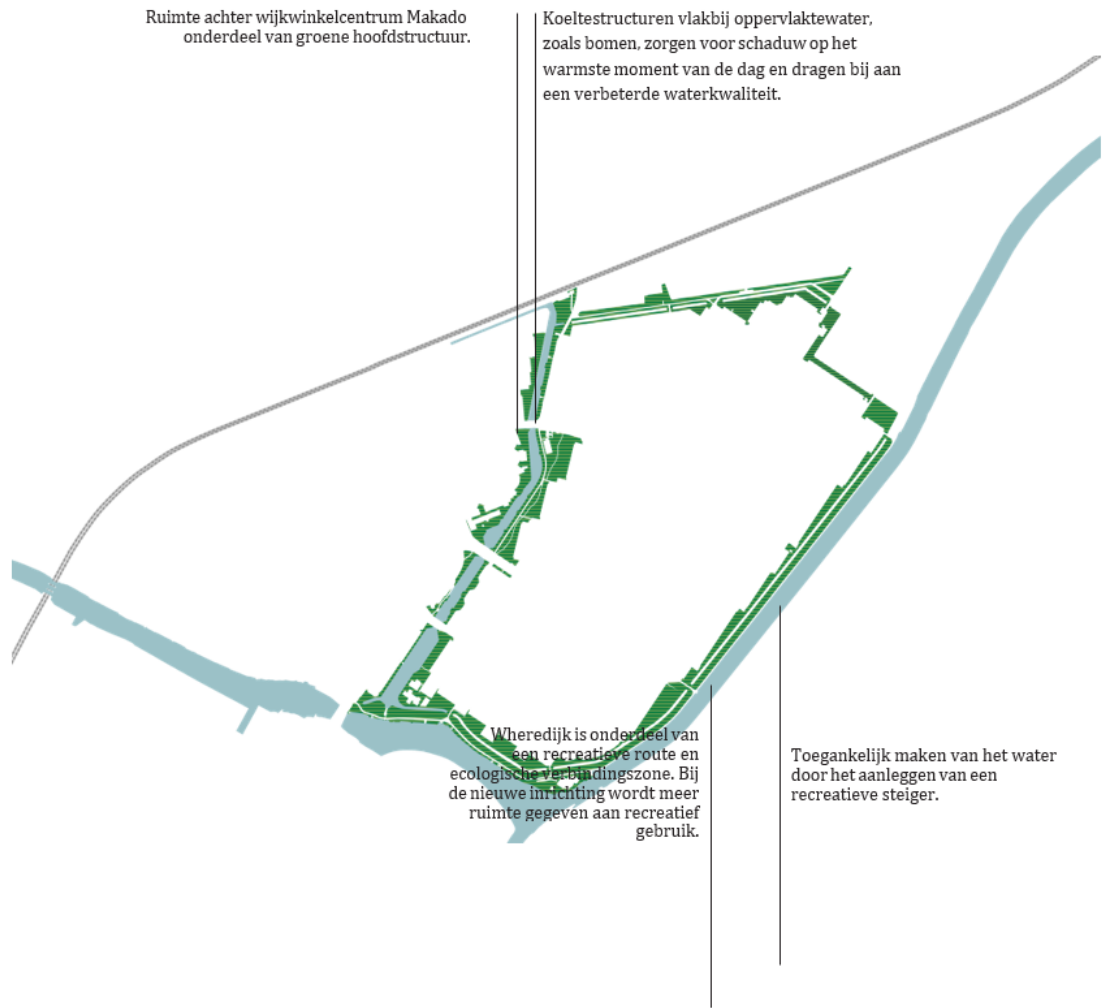 Ruimte achter wijkwinkelcentrum Makado
onderdeel van groene hoofdstructuur.
Koeltestructuren vlakbij oppervlaktewater,
zoals bomen, zorgen voor schaduw op het
warmste moment van de dag en dragen bij aan
een verbeterde waterkwaliteit.
Wheredijk is onderdeel van
een recreatieve route en
ecologische verbindingszone. Bij
de nieuwe inrichting wordt meer
ruimte gegeven aan recreatief
gebruik.
Toegankelijk maken van het water
door het aanleggen van een
recreatieve steiger.